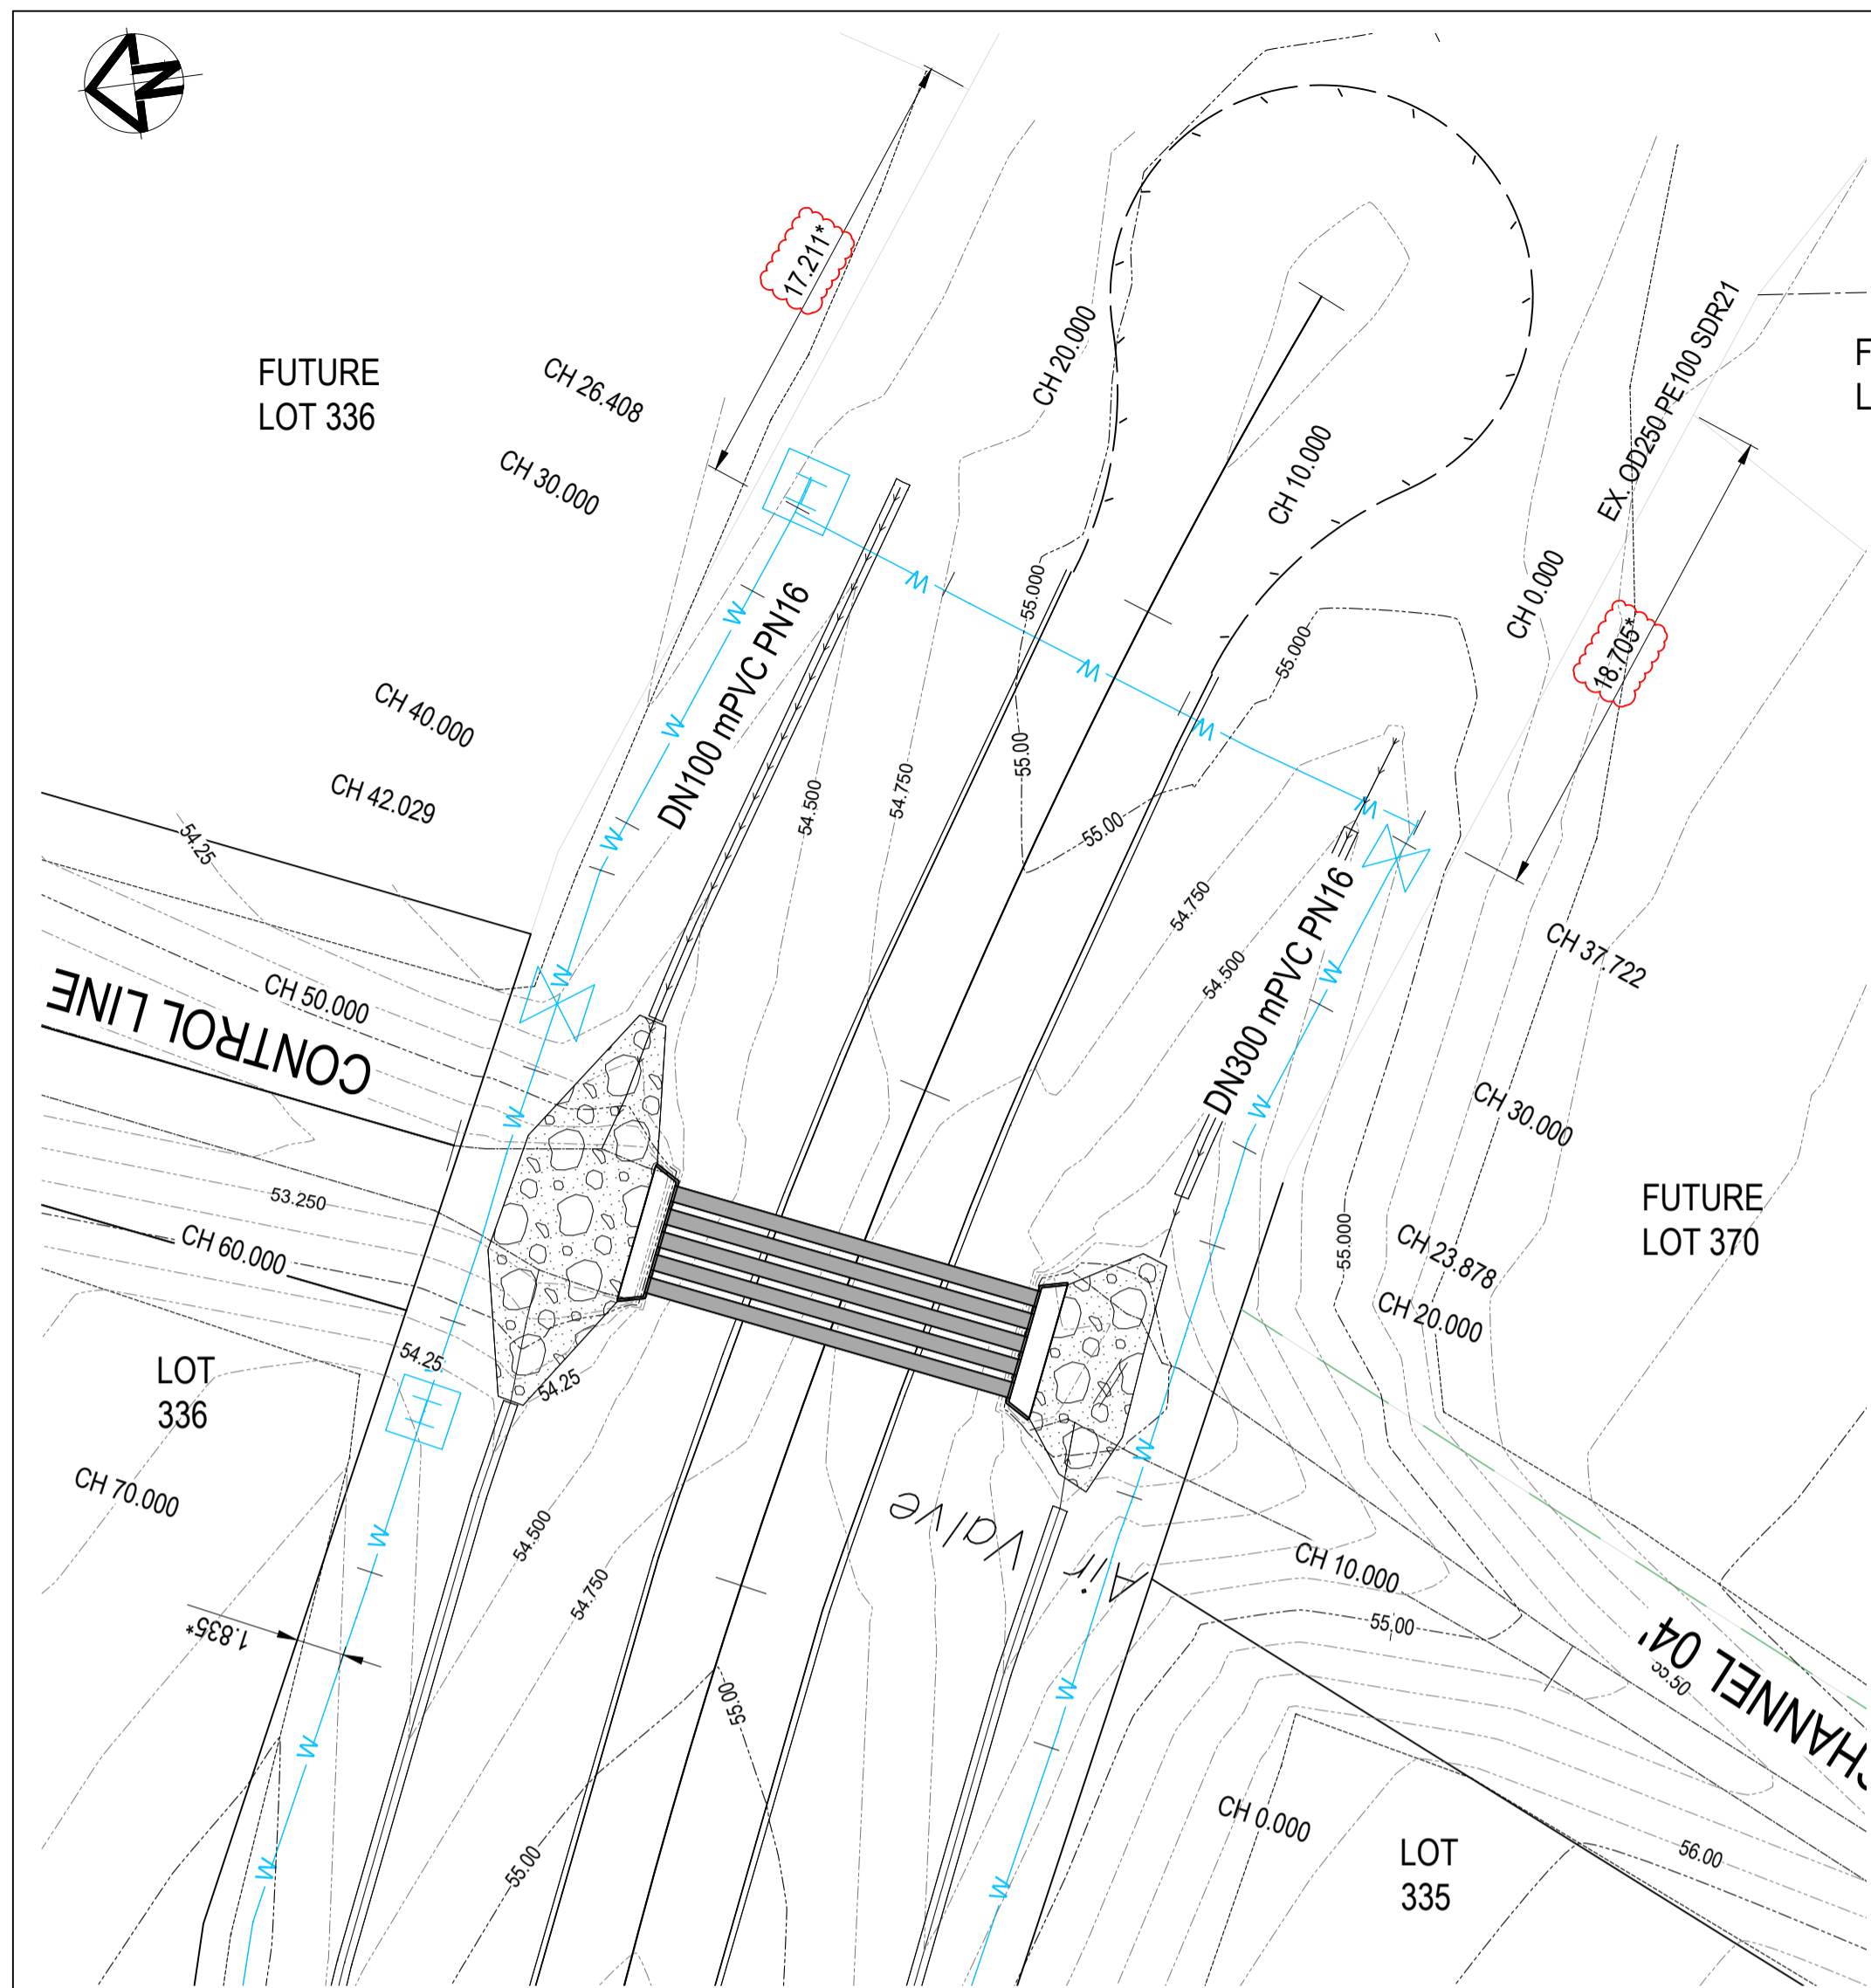 N
17.211*
FUTURE
LOT 336
CH 26.408
CH 30.000
CH 20.000
CH 10.000
EX. OD250 PE100 SDR21
CH 0.000
18.705*
W
55.000
55.000
W
W
W
W
W
W
W
DN100 mPVC PN16
CH 40.000
CH 42.029
54.500
54.750
55.00
55.00
54.25
54.750
54.500
DN300 mPVC PN16
W
W
W
CH 37.722
CH 50.000
CONTROL LINE
CH 30.000
53.250
CH 60.000
FUTURE
LOT 370
55.000
CH 23.878
CH 20.000
54.25
54.25
LOT
336
CH 70.000
W
W
Air Valve
54.500
54.750
CH 10.000
55.00
1.835*
HANNEL 04'
W
W
55.00
55.00
W
W
CH 0.000
LOT
335
56.00